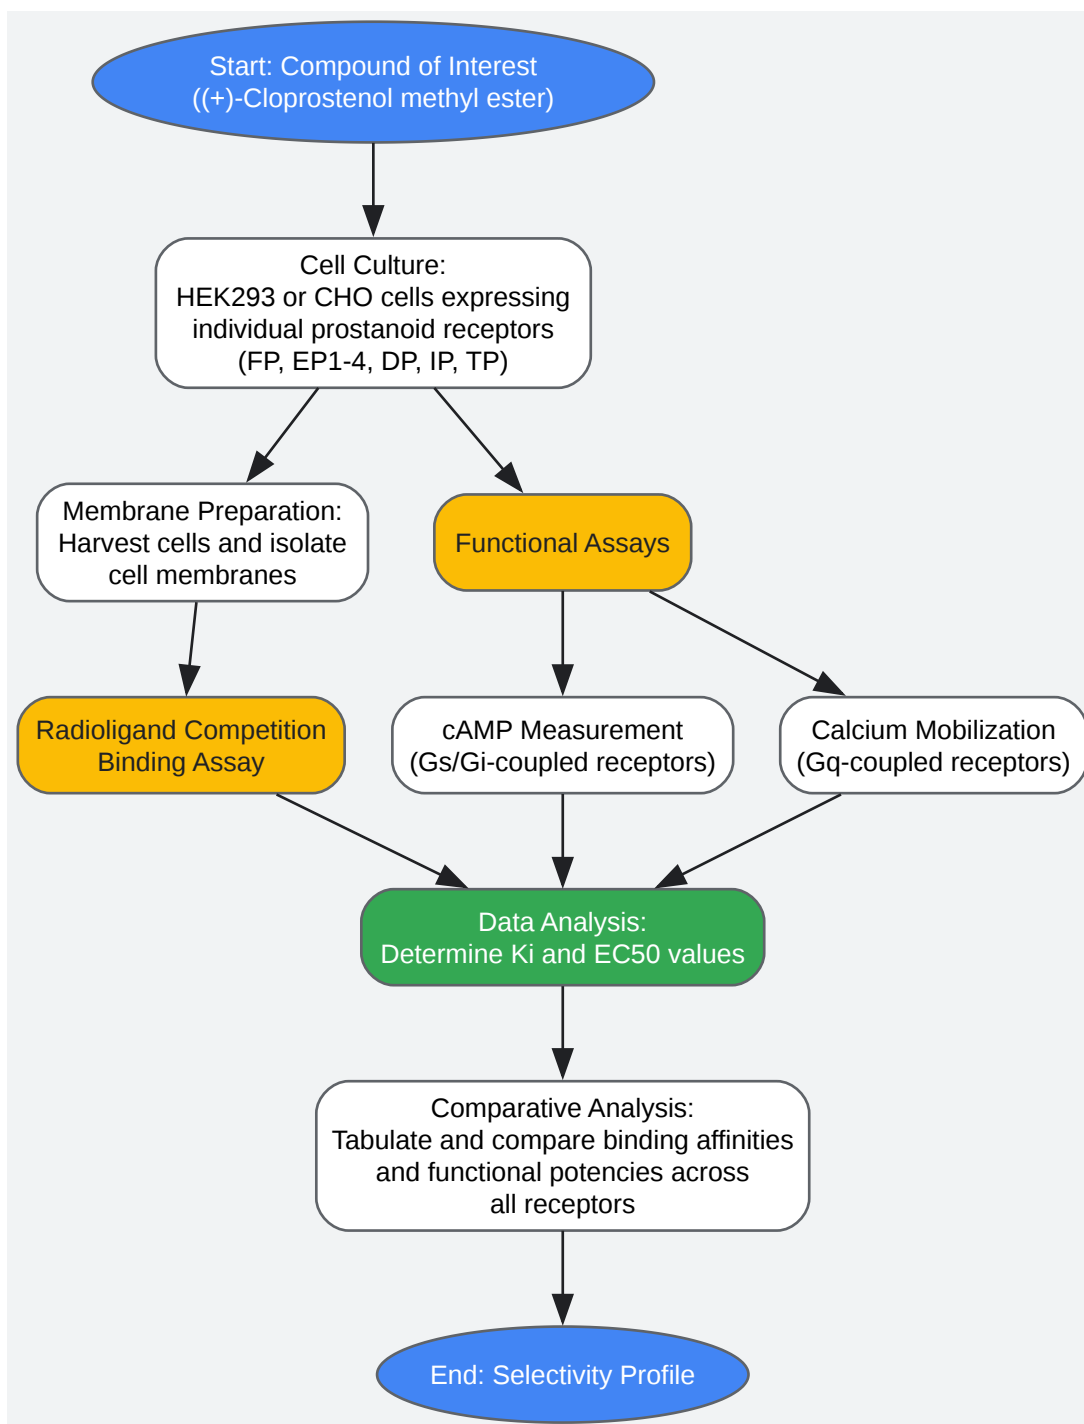 Start: Compound of Interest
((+)-Cloprostenol methyl ester)
Cell Culture:
HEK293 or CHO cells expressing
individual prostanoid receptors
(FP, EP1-4, DP, IP, TP)
Membrane Preparation:
Harvest cells and isolate
cell membranes
Functional Assays
Radioligand Competition
Binding Assay
cAMP Measurement
(Gs/Gi-coupled receptors)
Calcium Mobilization
(Gq-coupled receptors)
Data Analysis:
Determine Ki and EC50 values
Comparative Analysis:
Tabulate and compare binding affinities
and functional potencies across
all receptors
End: Selectivity Profile